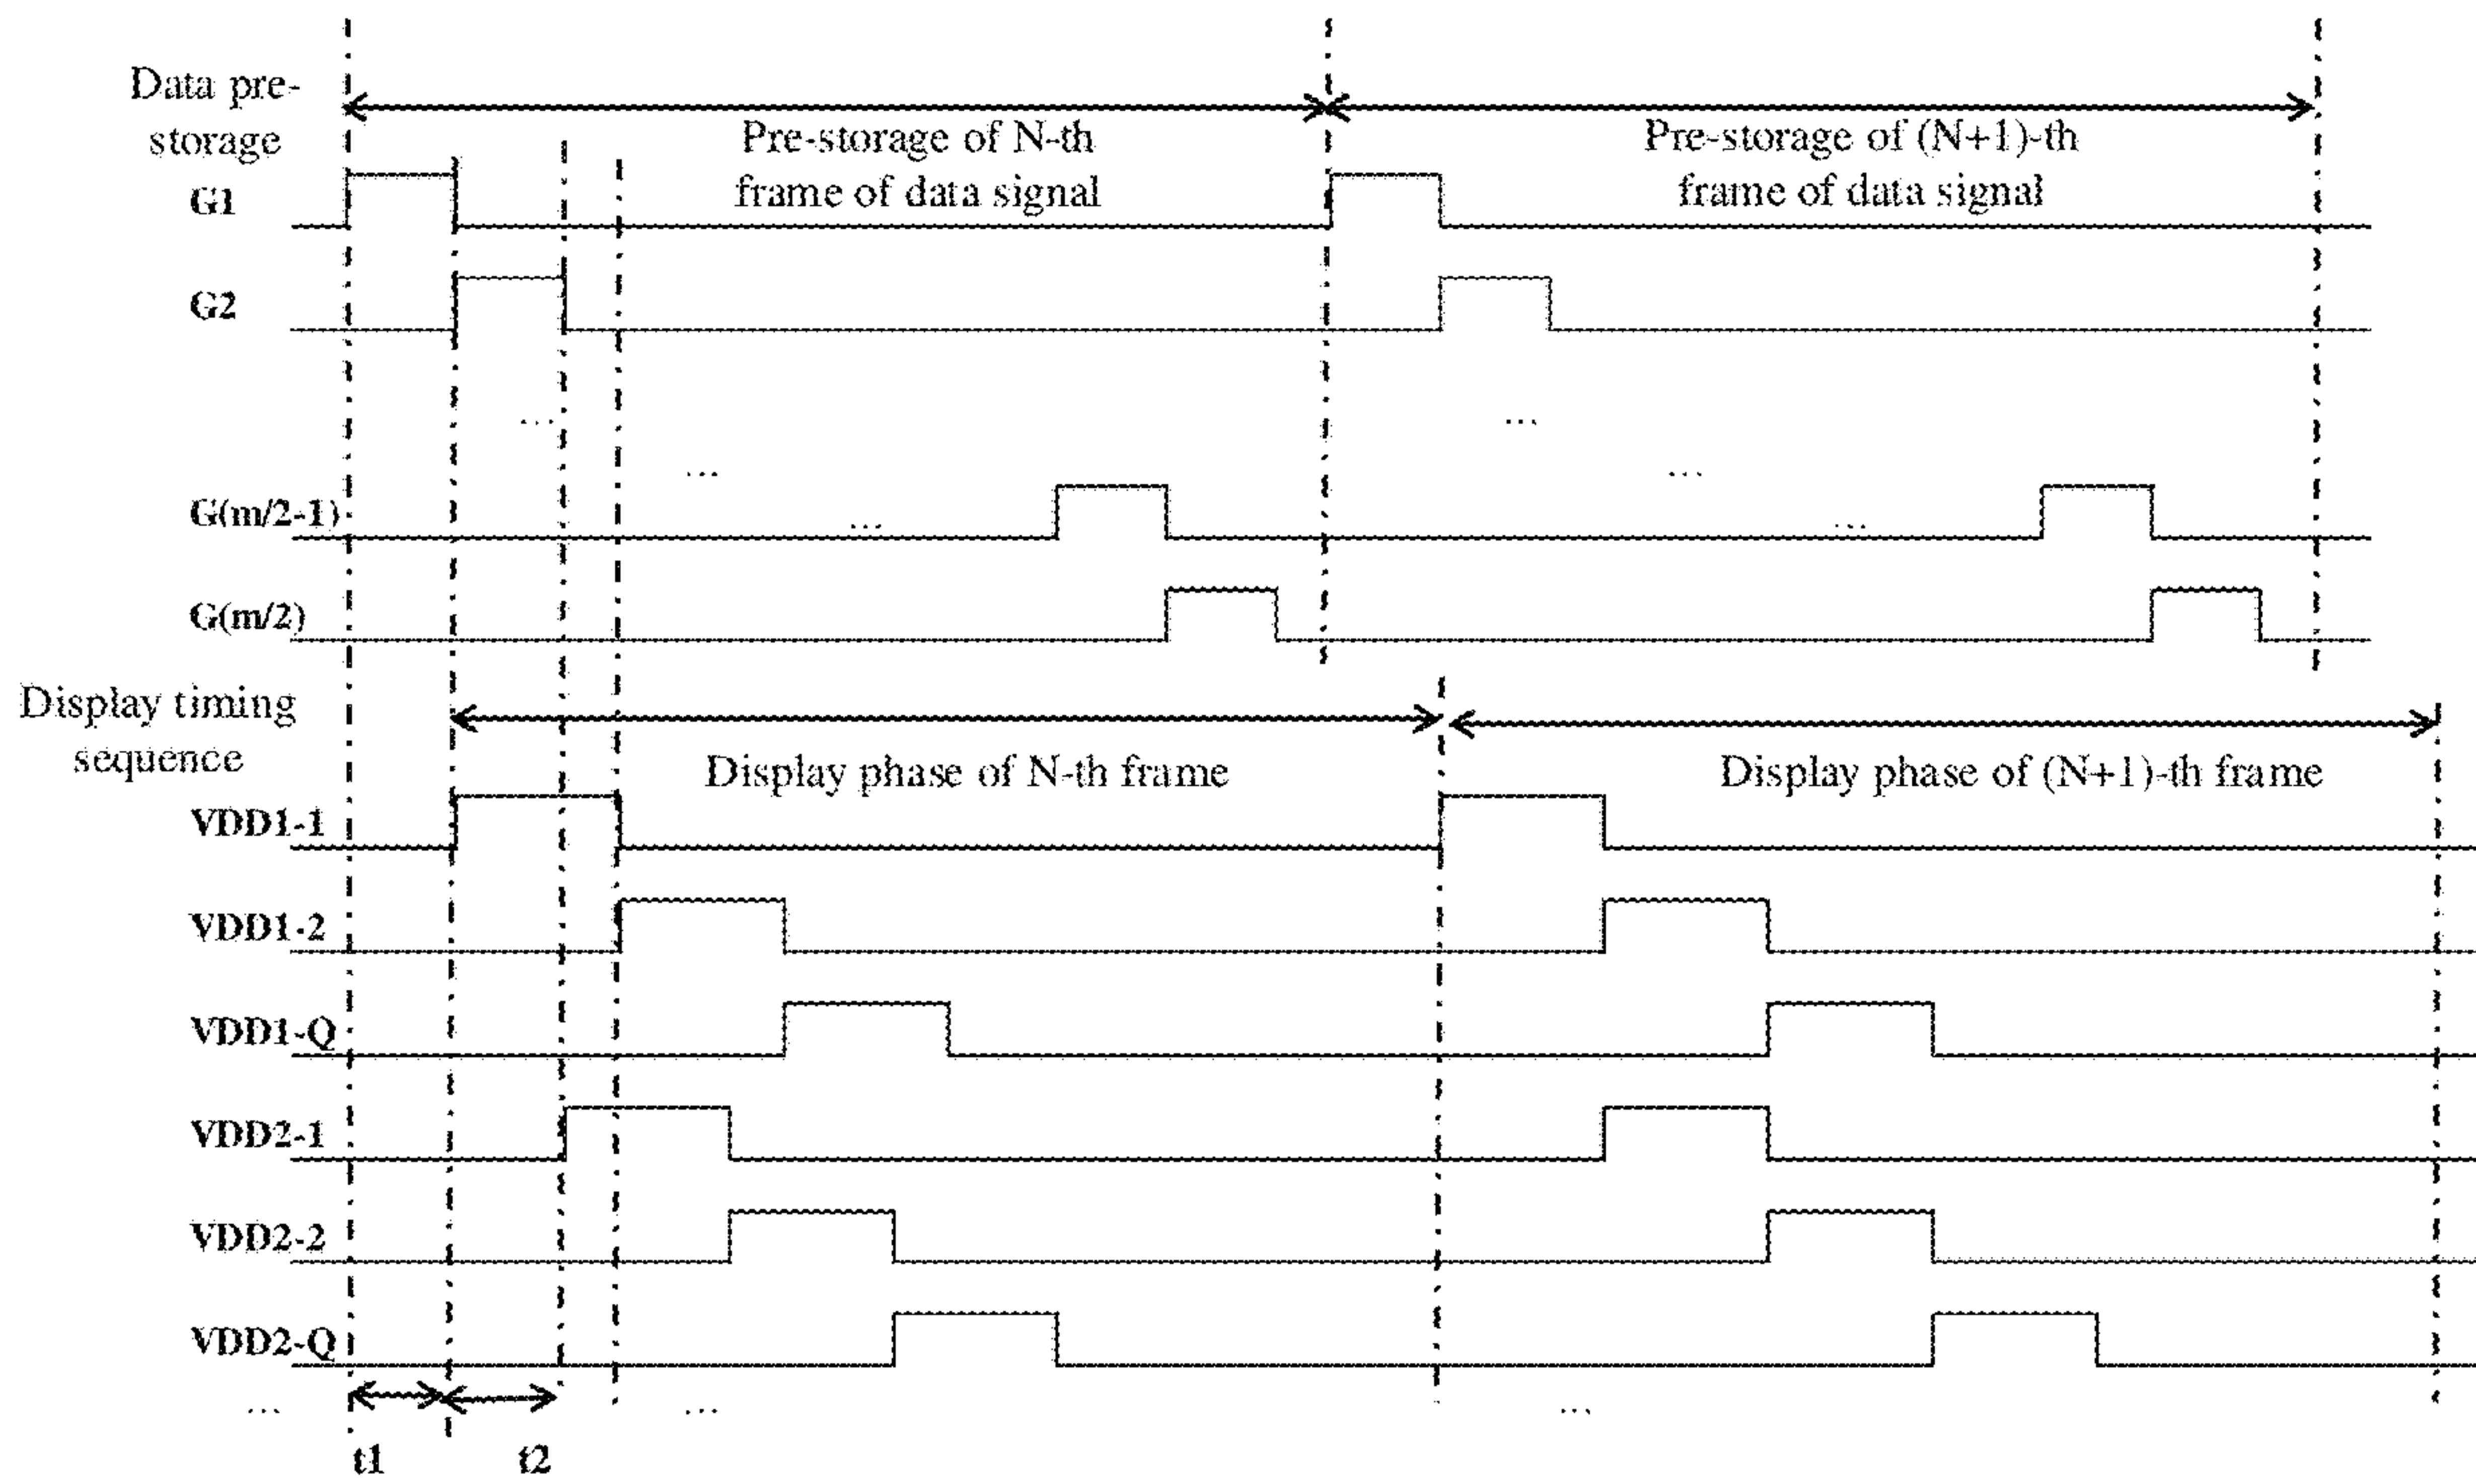 Data pre-
storage
Pre-storage of N-th
frame of data signal
Pre-storage of (N+1)-th
frame of data signal
G1
G2
... ...
... ...
G(m/2-1)
... ...
G(m/2)
Display timing
sequence
Display phase of N-th frame
Display phase of (N+1)-th frame
VDD1-1
VDD1-2
VDD1-Q
VDD2-1
VDD2-2
VDD2-Q
... ... ...
t1 t2